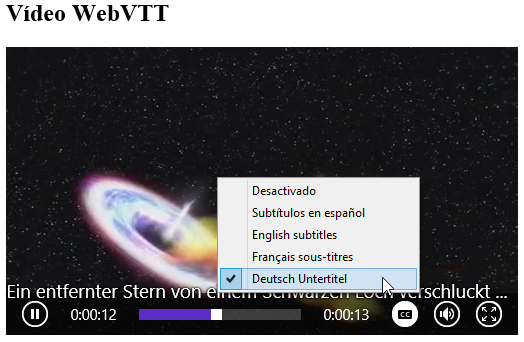 Vídeo WebVTT
Desactivado
Subtítulos en español
English subtitles
Français sous-titres
Deutsch Untertitel
Ein entfernter Stern von einem Schwarzen Loch verschluckt ...
0:00:12
0:00:13
CC